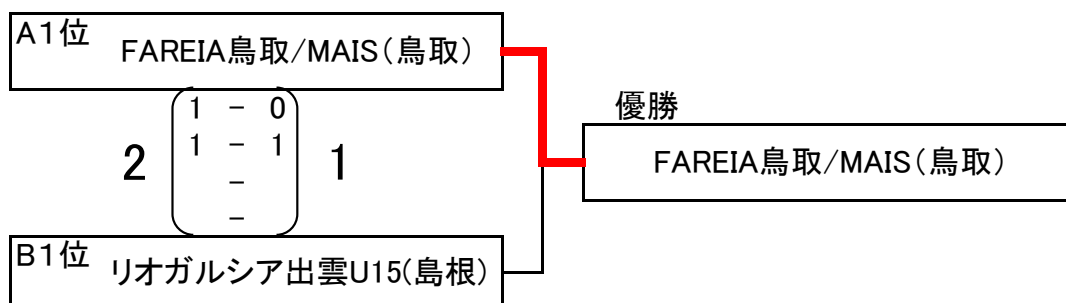 A1位
FAREIA鳥取/MAIS(鳥取)
1 - 0
優勝
2 1 - 1 1
FAREIA鳥取/MAIS(鳥取)
-
-
B1位
リオガルシア出雲U15(島根)